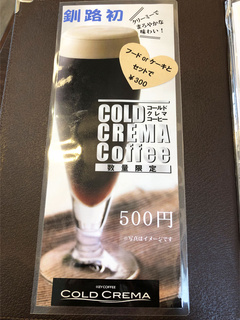 釧路初
クリーミーで
まろやかな
味わい！
フード or ケーキと
セットで
¥300
COLD
コールド
CREMA
クレマ
コーヒー
Coffee
数量限定
500円
※写真はイメージです
KEY COFFEE
COLD CREMA